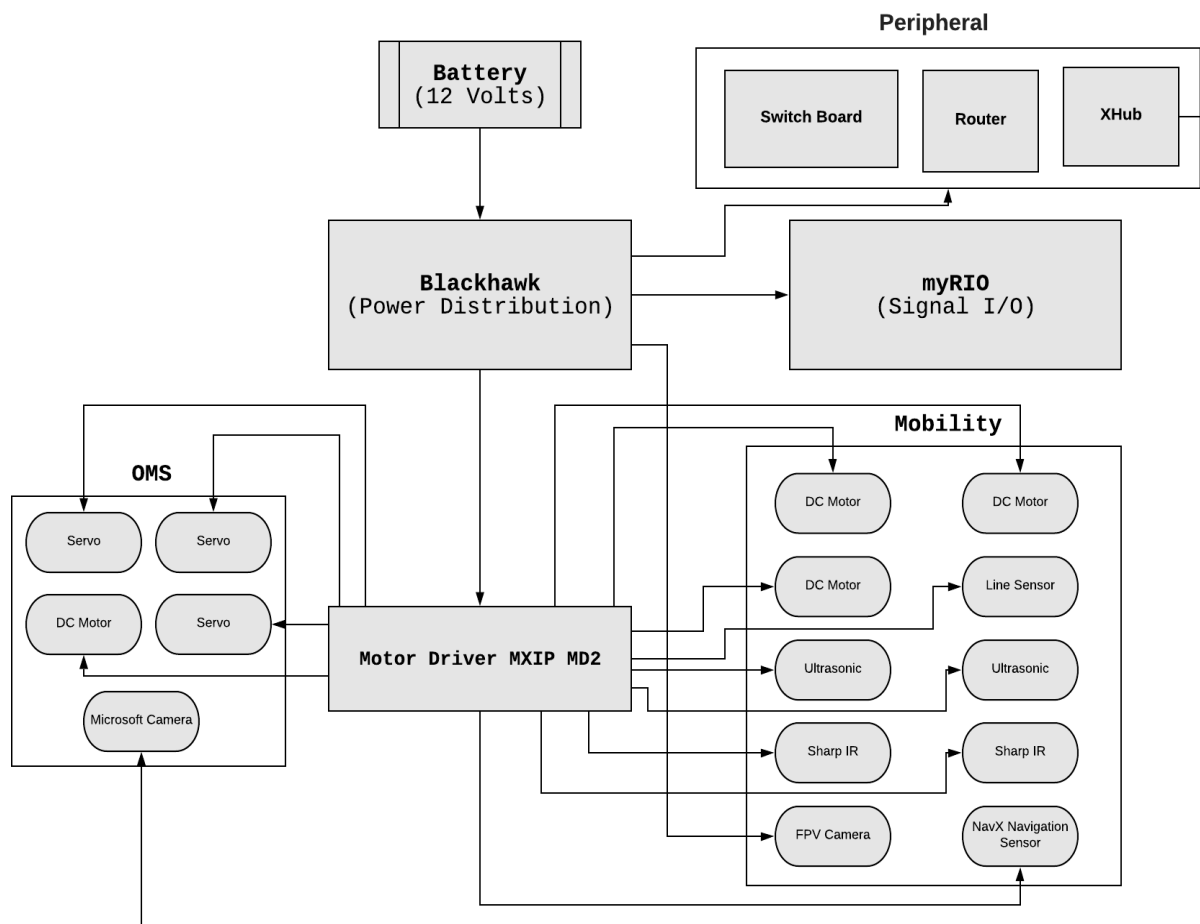 Peripheral
Battery
(12 Volts)
Switch Board
Router
XHub
Blackhawk
(Power Distribution)
myRIO
(Signal I/O)
Mobility
OMS
DC Motor
DC Motor
Servo
Servo
DC Motor
Line Sensor
DC Motor
Servo
Motor Driver MXIP MD2
Ultrasonic
Ultrasonic
Microsoft Camera
Sharp IR
Sharp IR
FPV Camera
NavX Navigation
Sensor